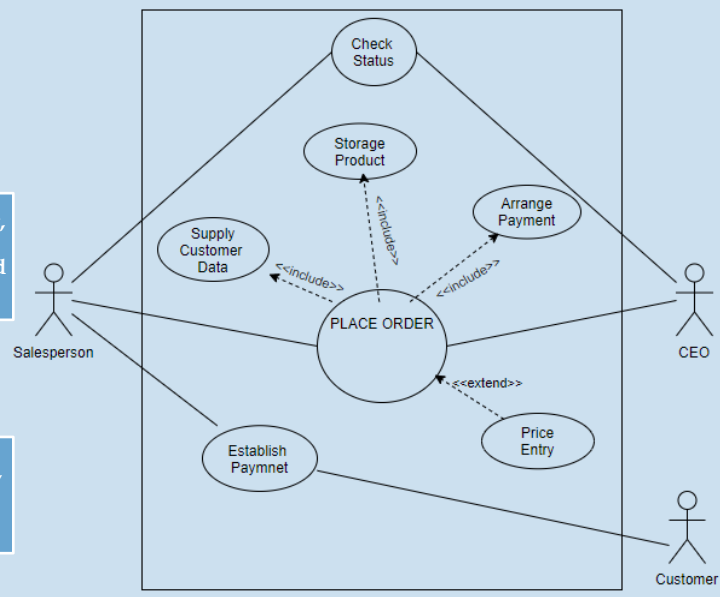 Check
Status
Storage
Product
Arrange
Payment
<<include>>
Supply
Customer
Data
<<include>>
<<include>>
PLACE ORDER
Salesperson
CEO
<<extend>>
Price
Entry
Establish
Paymnet
Customer